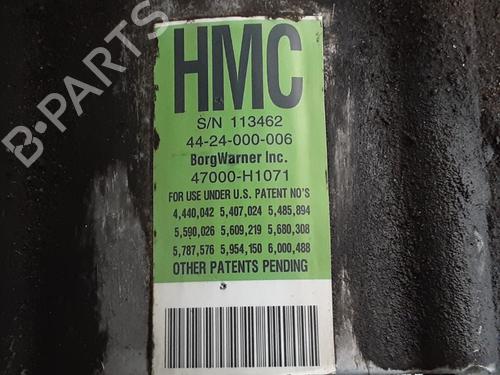 HMC
S/N 113462
44-24-000-006
BorgWarner Inc.
47000-H1071
FOR USE UNDER U.S. PATENT NO'S
4,440,042 5,407,024 5,485,894
5,590,026 5,609,219 5,680,308
5,787,576 5,954,150 6,000,488
OTHER PATENTS PENDING
B-PARTS